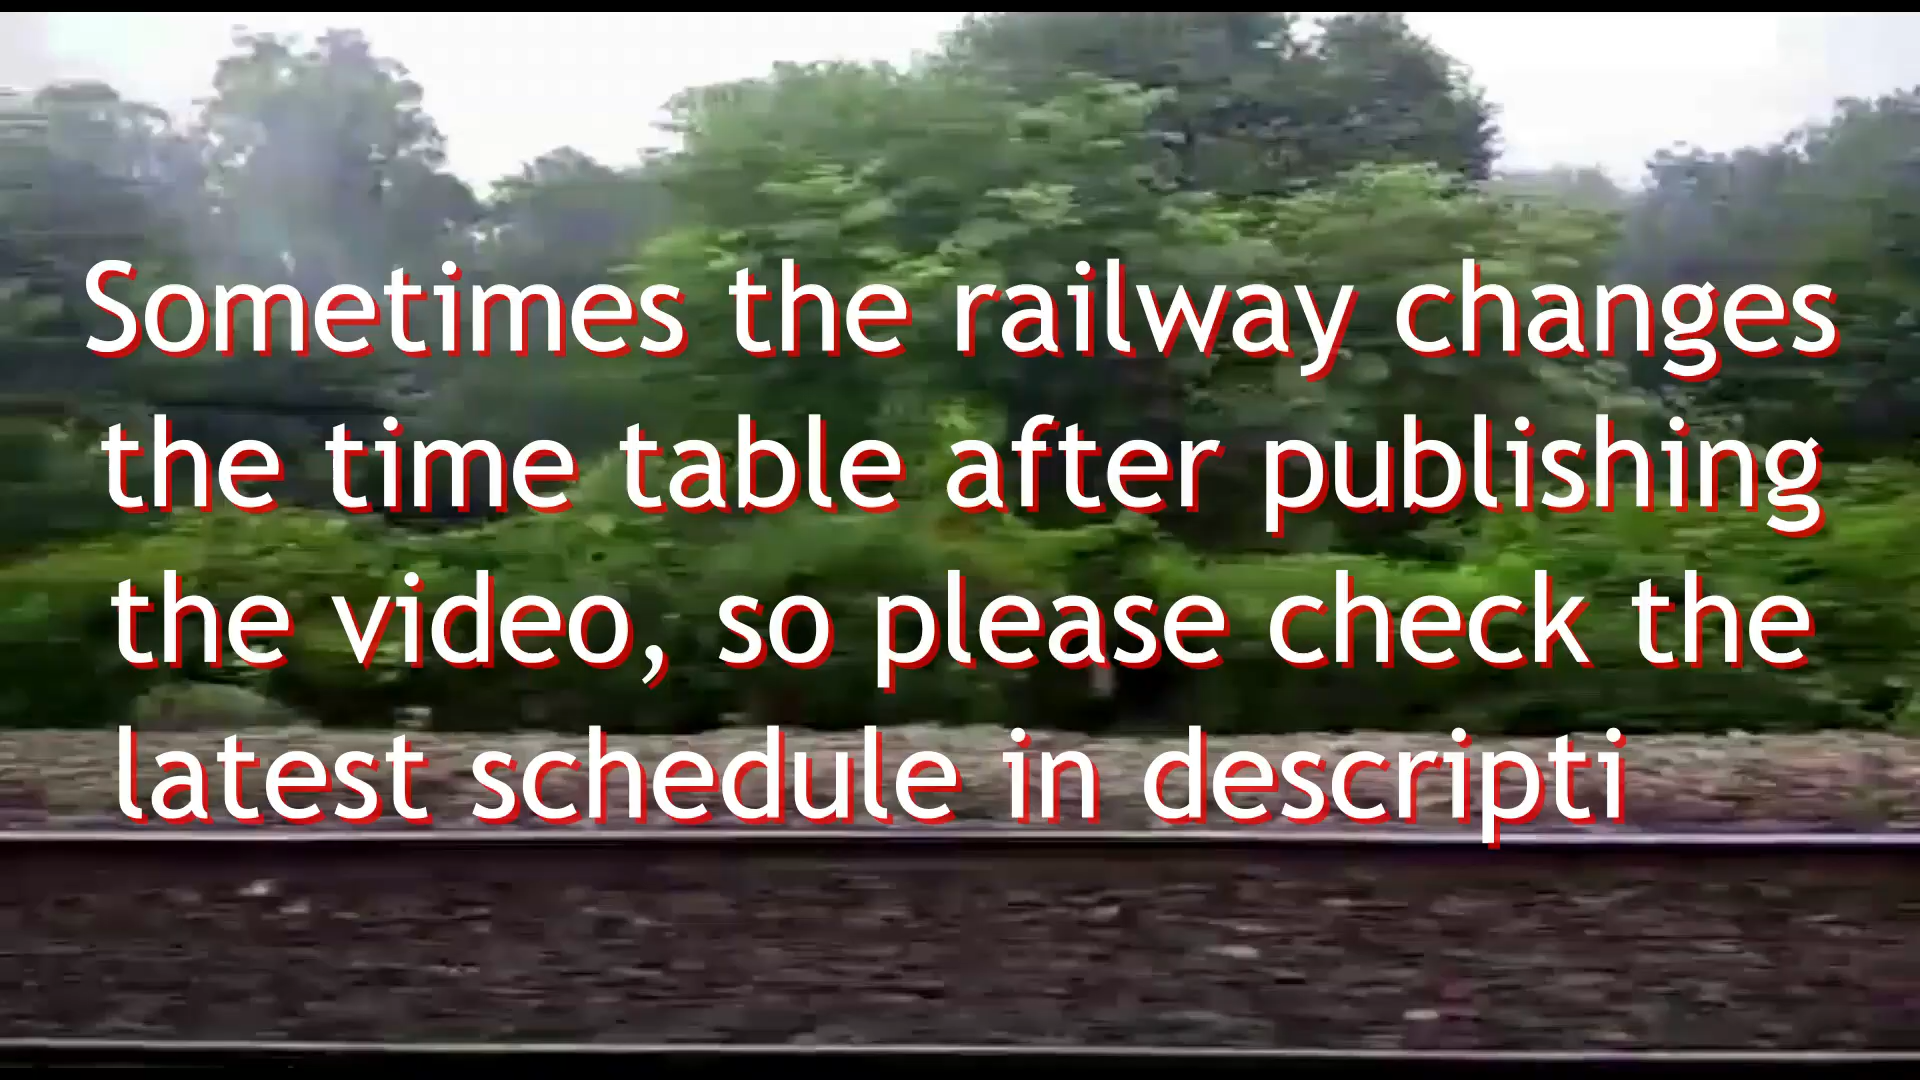 Sometimes the railway changes
the time table after publishing
the video, so please check the
latest schedule in descripti